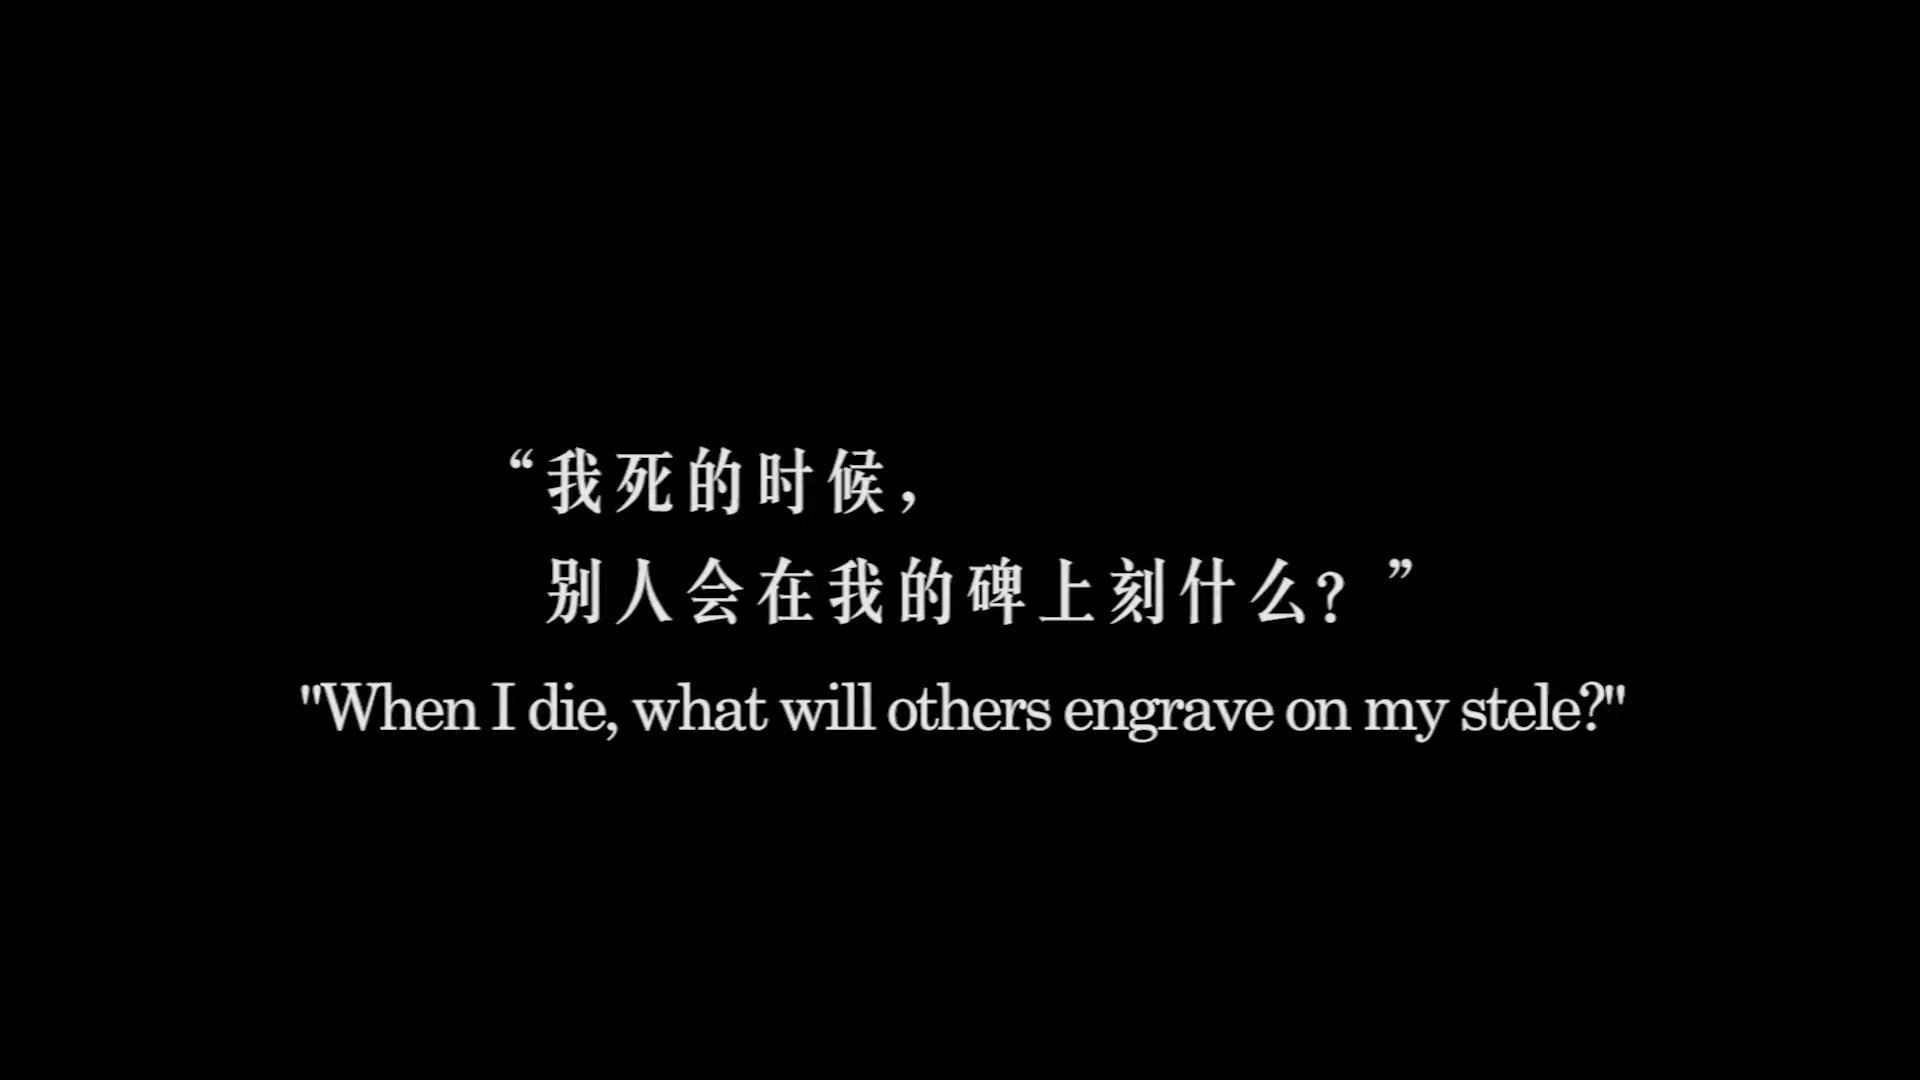 “我死的时候，
别人会在我的碑上刻什么？”
"When I die, what will others engrave on my stele?"